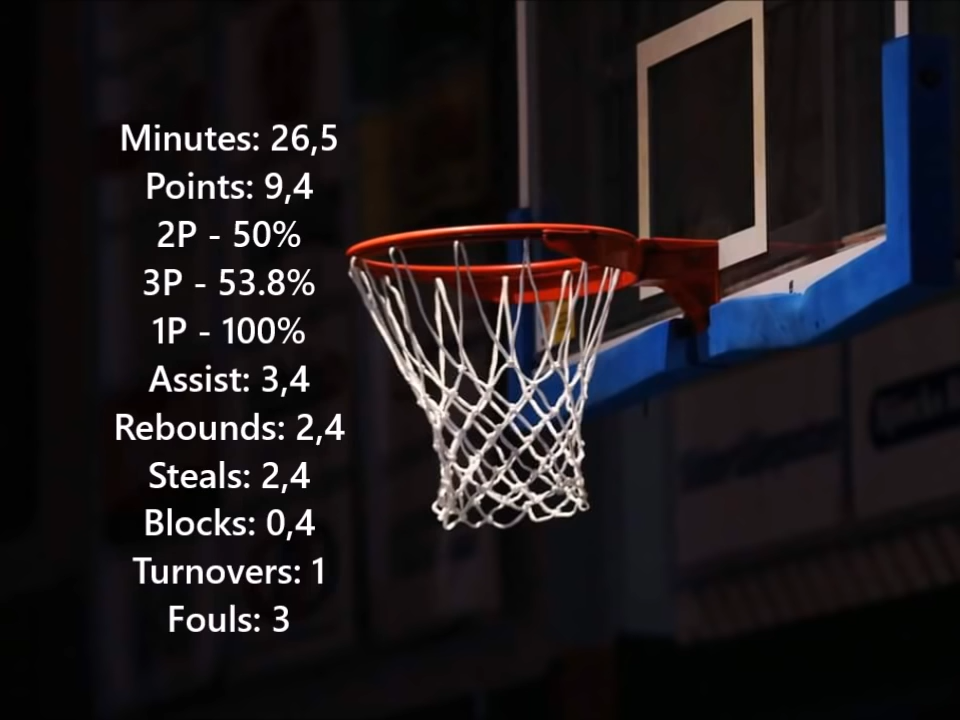 Minutes: 26,5
Points: 9,4
2P - 50%
3P - 53.8%
1P - 100%
Assist: 3,4
Rebounds: 2,4
Steals: 2,4
Blocks: 0,4
Turnovers: 1
Fouls: 3